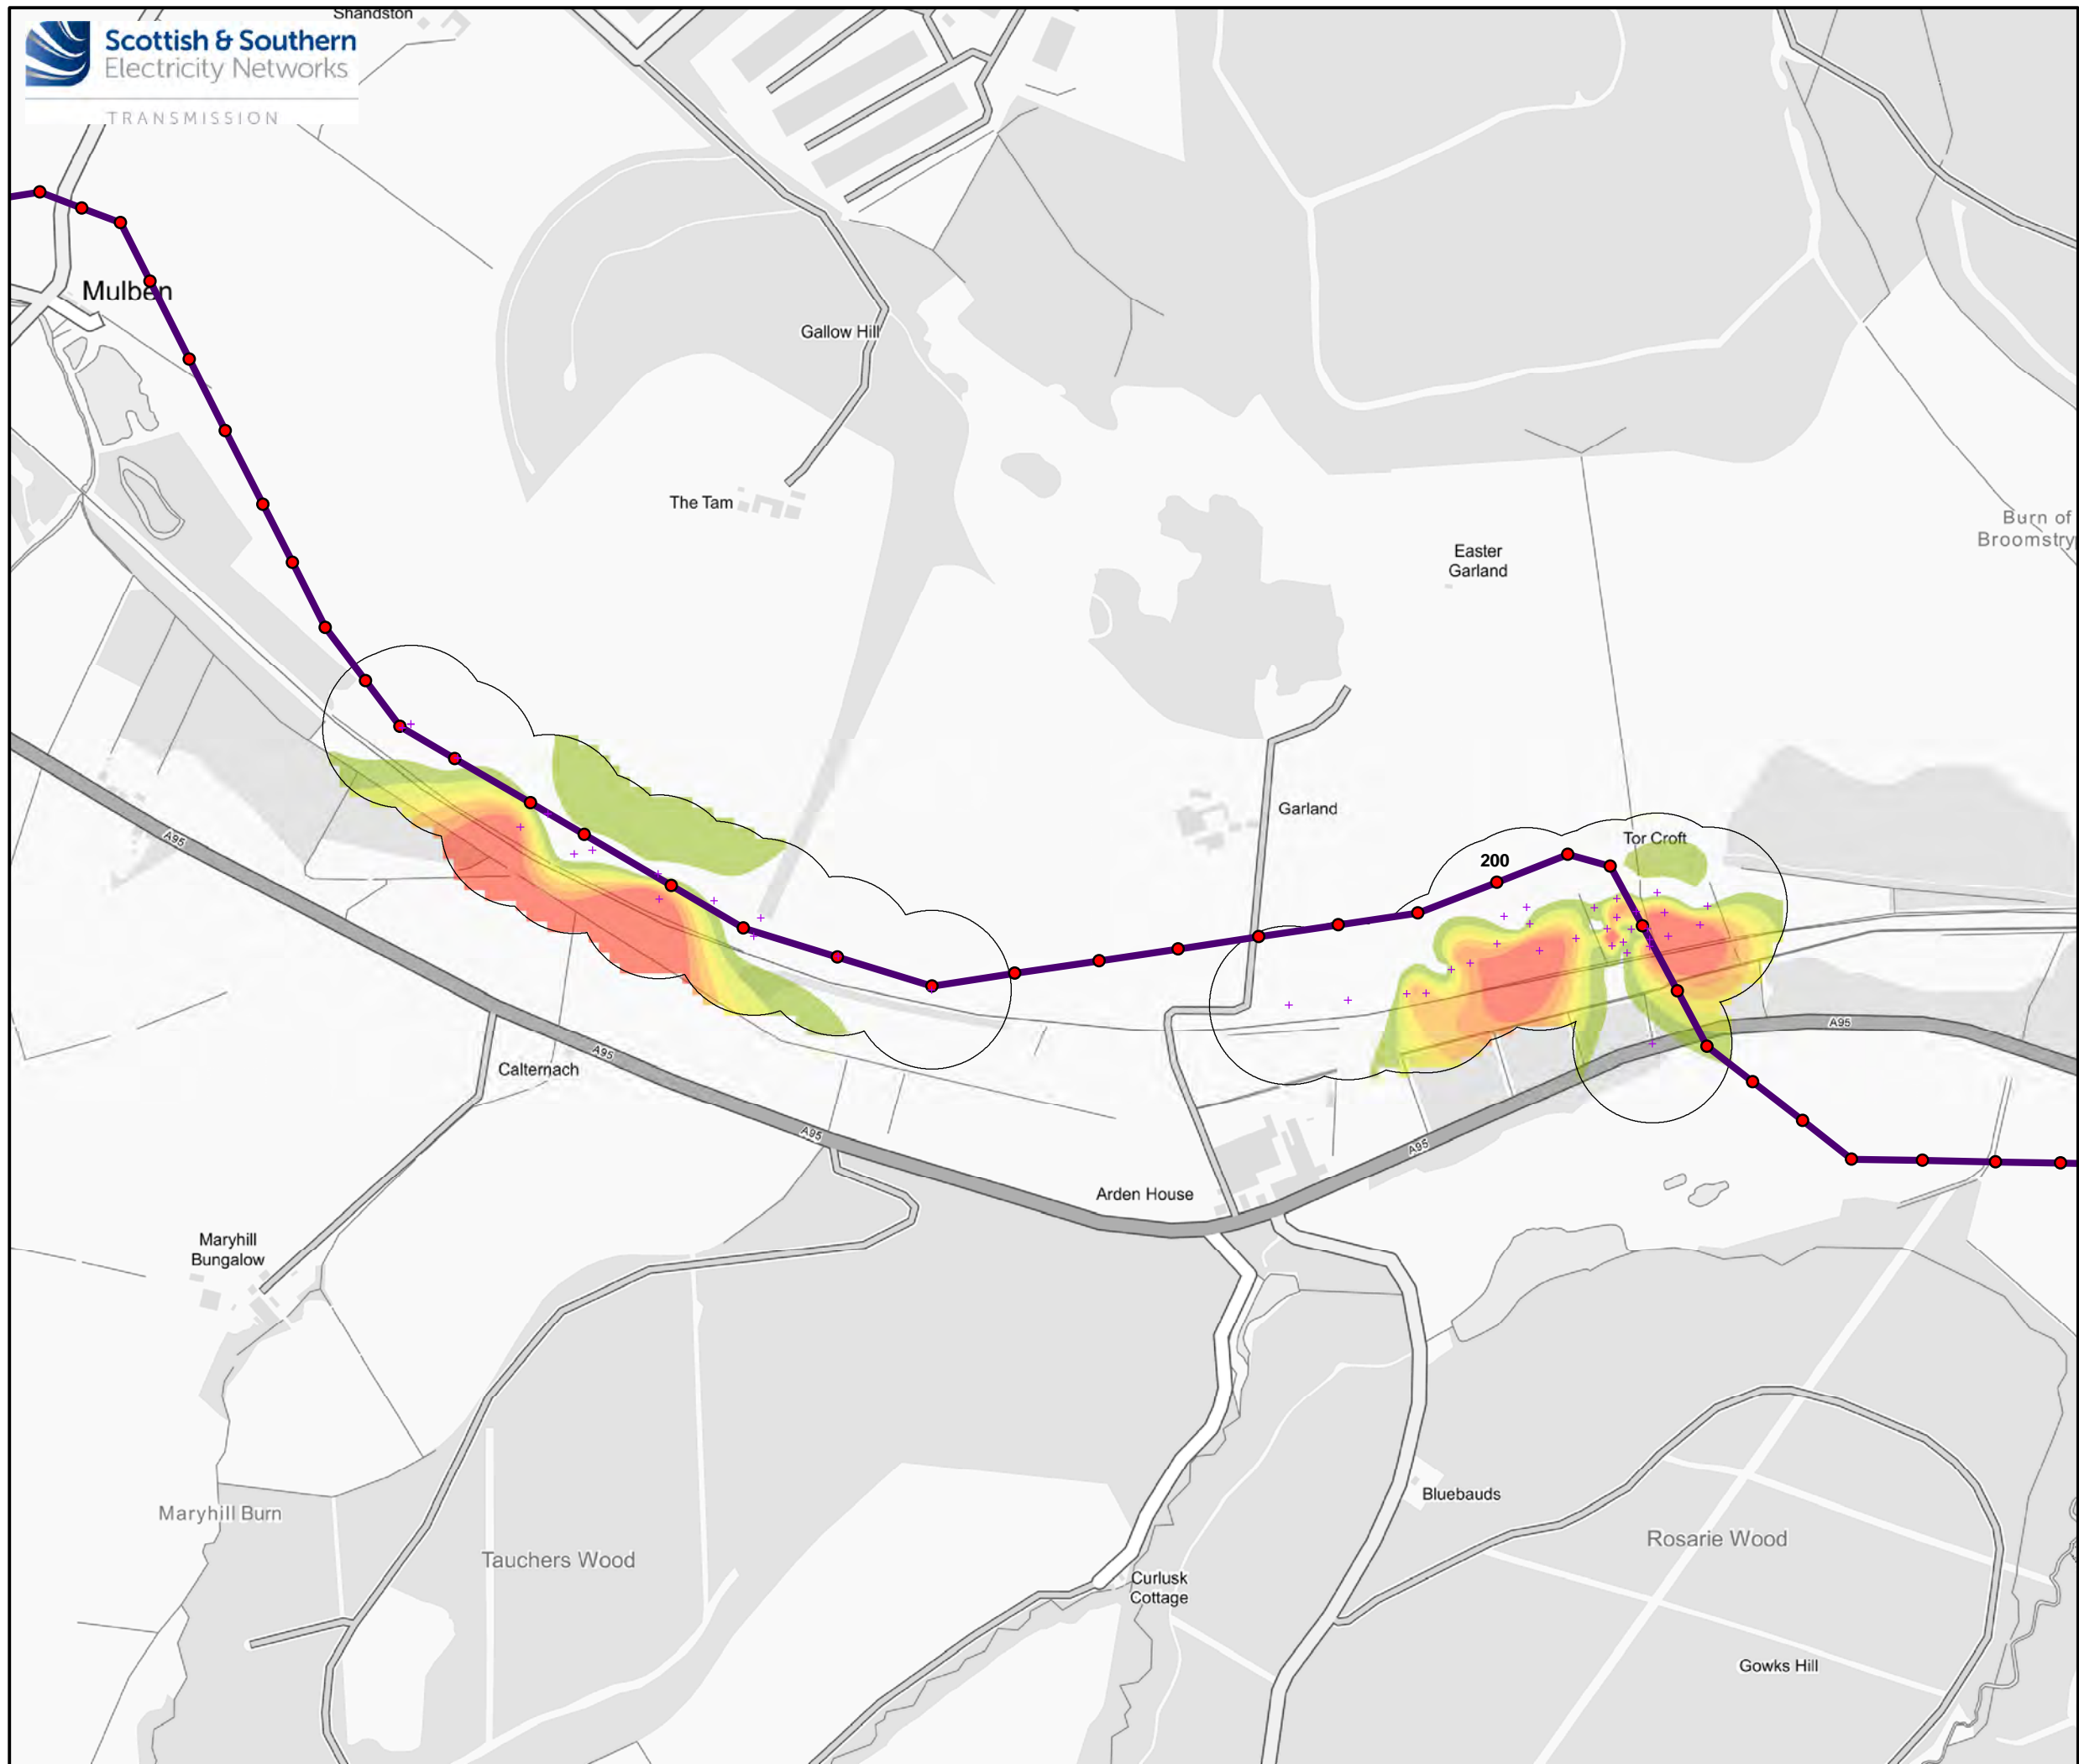 Shandston
Scottish & Southern
Electricity Networks
TRANSMISSION
Mulben
Gallow Hill
The Tam
Easter
Garland
Burn of
Broomstry
Garland
Tor Croft
A95
200
A95
A95
Calternach
A95
A95
Arden House
Maryhill
Bungalow
Bluebauds
Maryhill Burn
Rosarie Wood
Tauchers Wood
Curlusk
Cottage
Gowks Hill